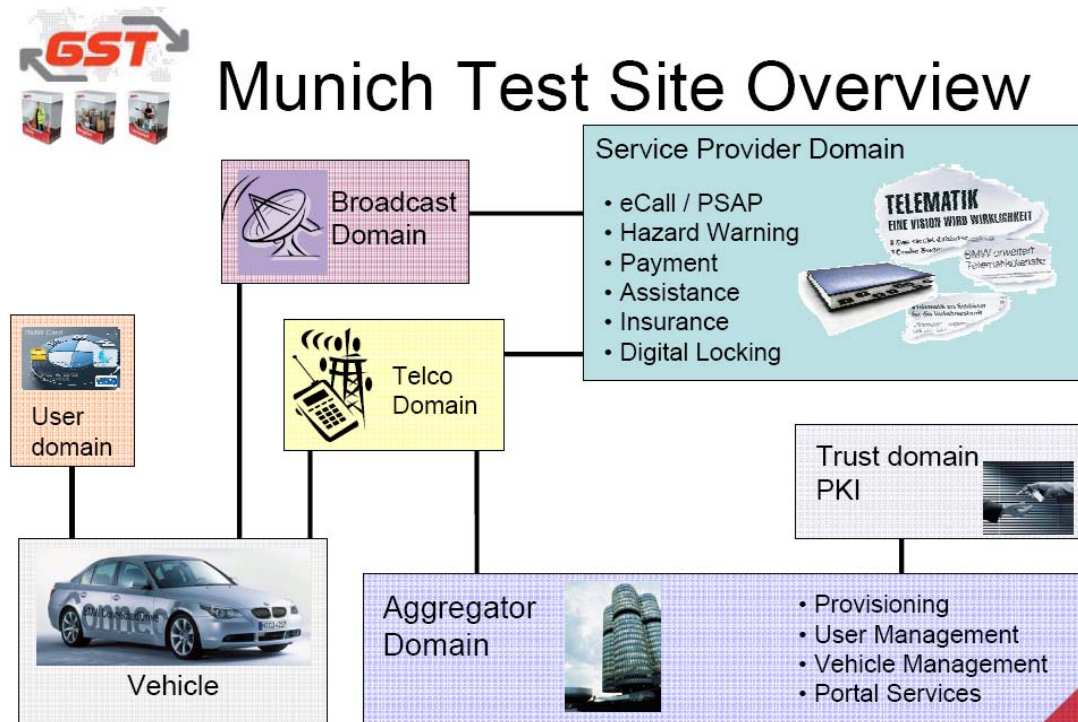 GST
Munich Test Site Overview
Service Provider Domain
• eCall / PSAP
• Hazard Warning
• Payment
• Assistance
• Insurance
• Digital Locking
TELEMATIK
EINE VISION WIRD WIRKLICHKEIT
BMW erweitert
Broadcast
Domain
Telco
Domain
User
domain
Trust domain
PKI
Vehicle
Aggregator
Domain
• Provisioning
• User Management
• Vehicle Management
• Portal Services